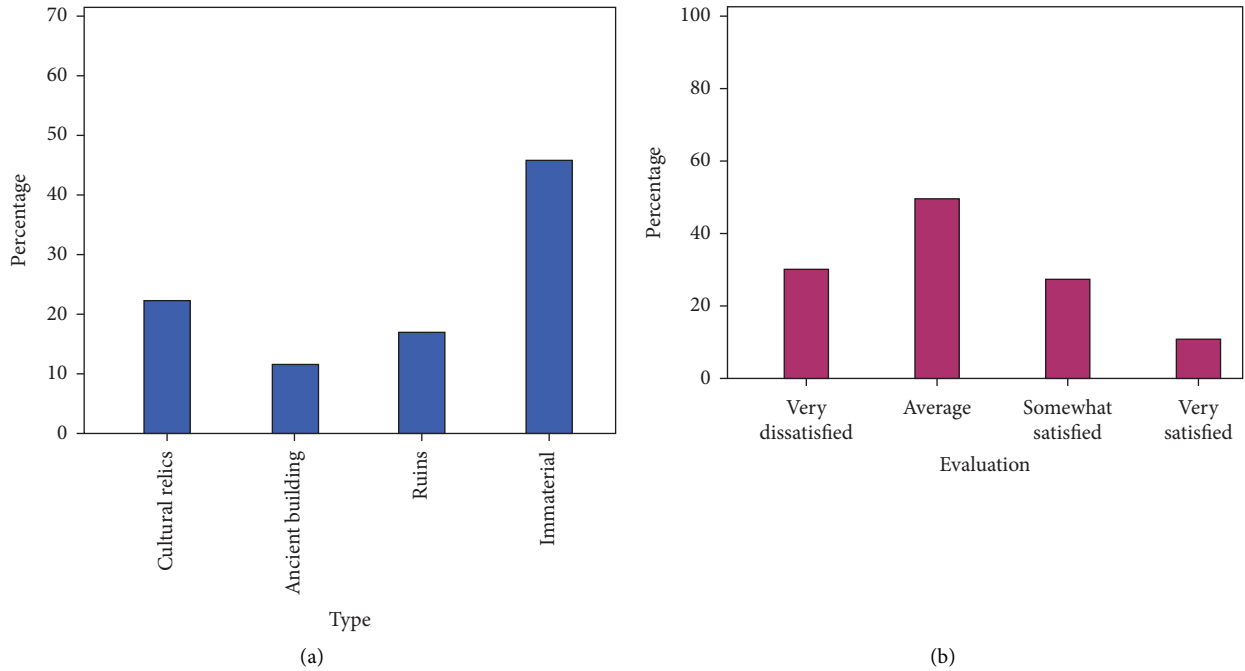 70
60
50
40
30
20
10
0
Percentage
Cultural relics
Ancient building
Ruins
Immaterial
Type
(a)
100
80
60
40
20
0
Percentage
Very
dissatisfied
Average
Somewhat
satisfied
Very
satisfied
Evaluation
(b)